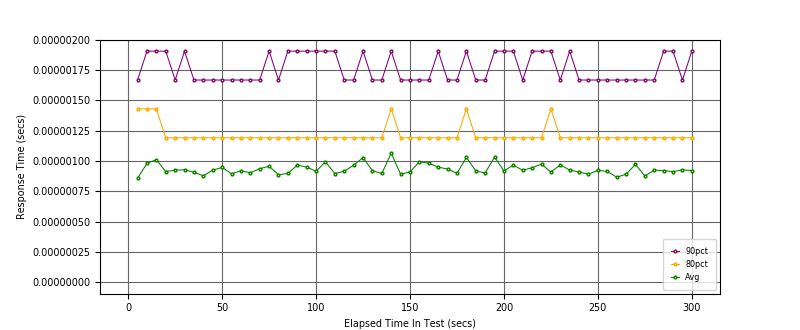 0.00000200
0.00000175
0.00000150
0.00000125
0.00000100
0.00000075
0.00000050
0.00000025
0.00000000
Response Time (secs)
0 50 100 150 200 250 300
Elapsed Time In Test (secs)
90pct
80pct
Avg